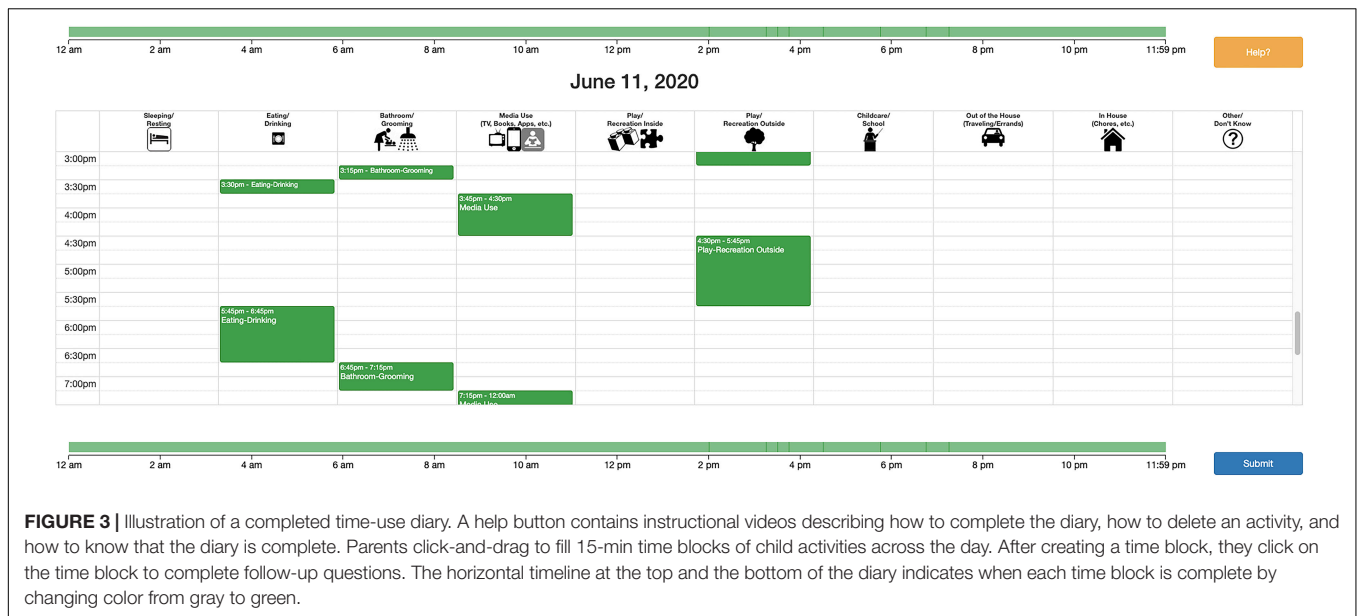 12 am 2 am 4 am 6 am 8 am 10 am 12 pm 2 pm 4 pm 6 pm 8 pm 10 pm 11:59 pm
Help?
June 11, 2020
Sleeping/ Eating/ Bathroom/ Media Use Play/ Play/ Childcare/ Out of the House In House Other/
Resting Drinking Grooming (TV, Books, Apps, etc.) Recreation Inside Recreation Outside School (Traveling/Errands) (Chores, etc.) Don't Know
?
3:00pm
3:15pm - Bathroom-Grooming
3:30pm 3:30pm - Eating-Drinking
3:45pm - 4:30pm
Media Use
4:00pm
4:30pm 4:30pm - 5:45pm
Play-Recreation Outside
5:00pm
5:30pm
5:45pm - 6:45pm
Eating-Drinking
6:00pm
6:30pm
6:45pm - 7:15pm
Bathroom-Grooming
7:00pm
7:15pm - 12:00am
Media Use
12 am 2 am 4 am 6 am 8 am 10 am 12 pm 2 pm 4 pm 6 pm 8 pm 10 pm 11:59 pm
Submit
FIGURE 3 | Illustration of a completed time-use diary. A help button contains instructional videos describing how to complete the diary, how to delete an activity, and
how to know that the diary is complete. Parents click-and-drag to fill 15-min time blocks of child activities across the day. After creating a time block, they click on
the time block to complete follow-up questions. The horizontal timeline at the top and the bottom of the diary indicates when each time block is complete by
changing color from gray to green.